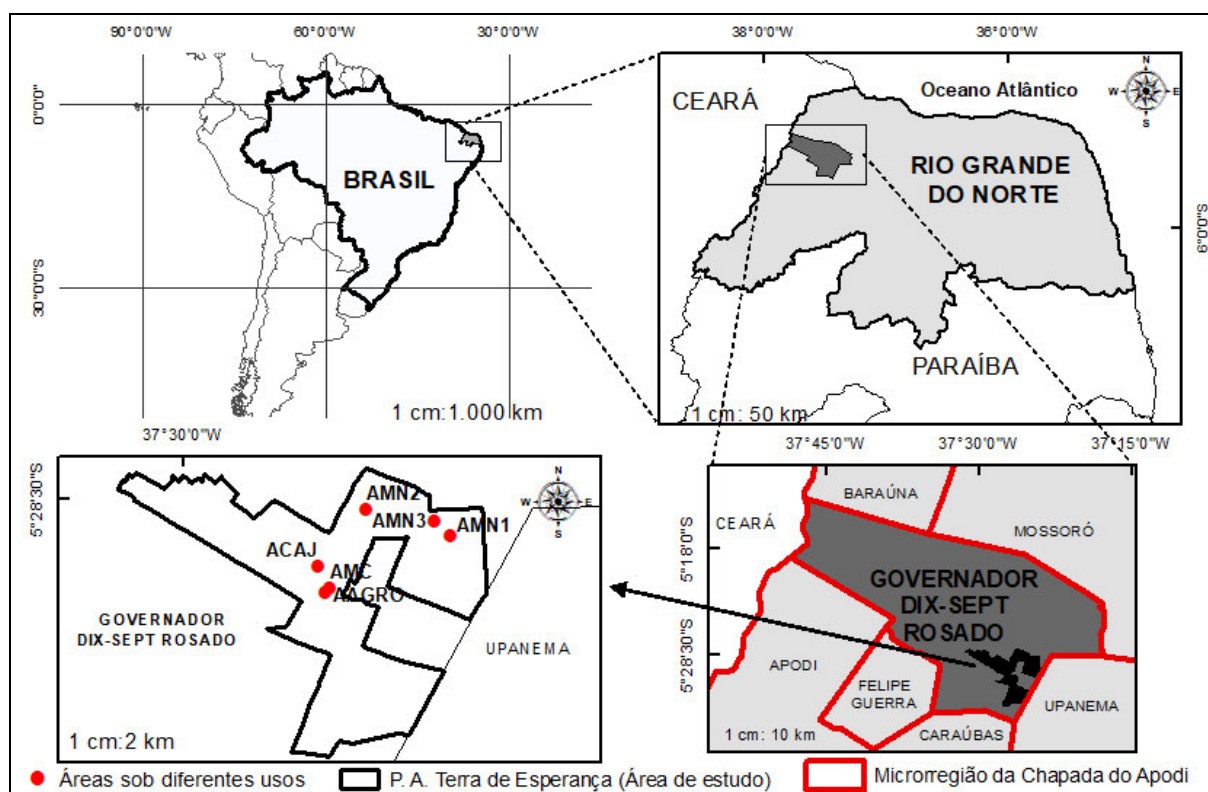 90°0'0"W
60°0'0"W
30°0'0"W
0°0'0"
30°0'0"S
BRASIL
1 cm:1.000 km
38°0'0"W
36°0'0"W
6°0'0"S
CEARÁ
Oceano Atlântico
N
W
E
S
RIO GRANDE
DO NORTE
PARAÍBA
1 cm: 50 km
37°30'0"W
5°28'30"S
AMN2
AMN3
AMN1
ACAJ
AMC
AAGRO
N
W
E
S
GOVERNADOR
DIX-SEPT ROSADO
UPANEMA
1 cm:2 km
37°45'0"W
37°30'0"W
37°15'0"W
5°18'0"S
5°28'30"S
BARAÚNA
CEARÁ
MOSSORÓ
GOVERNADOR
DIX-SEPT
ROSADO
APODI
FELIPE
GUERRA
UPANEMA
CARAÚBAS
1 cm: 10 km
Áreas sob diferentes usos
P. A. Terra de Esperança (Área de estudo)
Microrregião da Chapada do Apodi